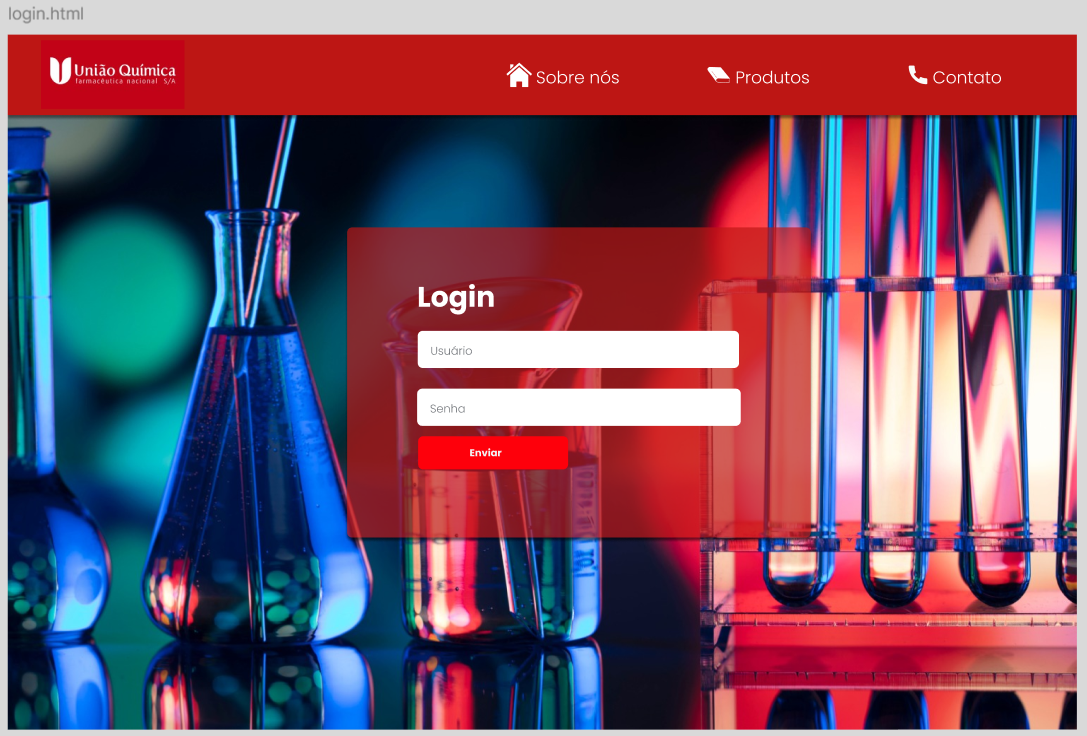 login.html
União Química
farmacêutica nacional S/A
Sobre nós
Produtos
Contato
Login
Usuário
Senha
Enviar